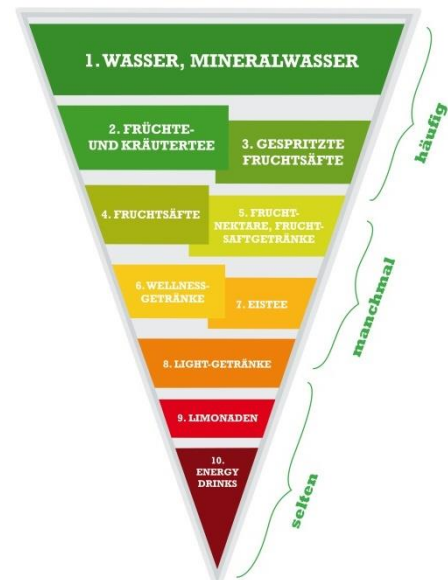 1. WASSER, MINERALWASSER
2. FRÜCHTE-
UND KRÄUTERTEE
3. GESPRITZTE
FRUCHTSÄFTE
häufig
4. FRUCHTSÄFTE
5. FRUCHT-
NEKTARE, FRUCHT-
SAFTGETRÄNKE
6. WELLNESS-
GETRÄNKE
7. EISTEE
manchmal
8. LIGHT-GETRÄNKE
9. LIMONADEN
10.
ENERGY
DRINKS
selten